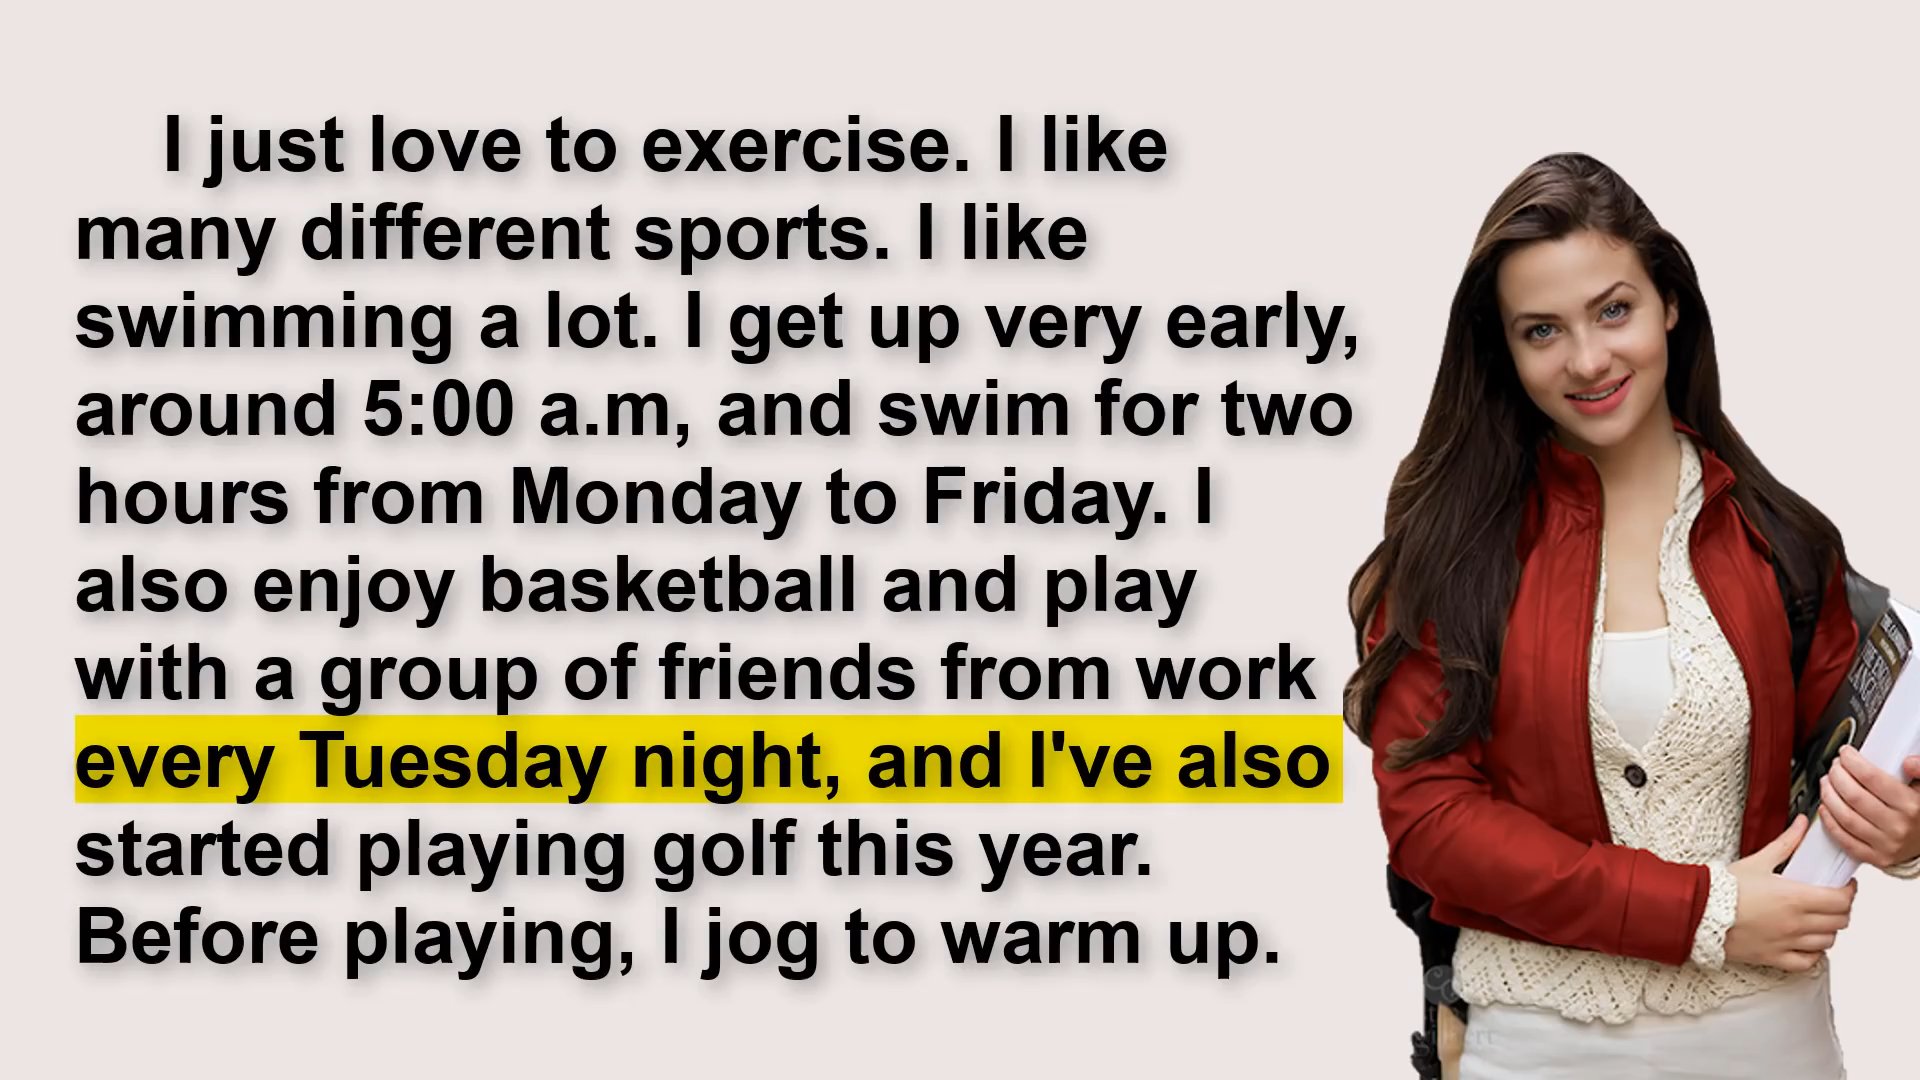 I just love to exercise. I like
many different sports. I like
swimming a lot. I get up very early,
around 5:00 a.m, and swim for two
hours from Monday to Friday. I
also enjoy basketball and play
with a group of friends from work
every Tuesday night, and I've also
started playing golf this year.
Before playing, I jog to warm up.